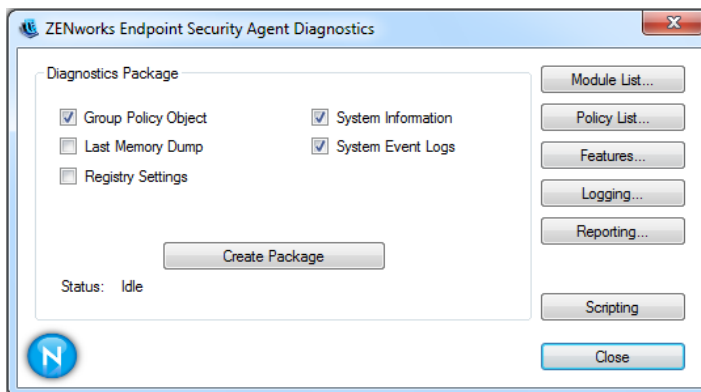 ZENworks Endpoint Security Agent Diagnostics
Diagnostics Package
Group Policy Object
System Information
Last Memory Dump
System Event Logs
Registry Settings
Create Package
Status: Idle
Module List...
Policy List...
Features...
Logging...
Reporting...
Scripting
Close
N